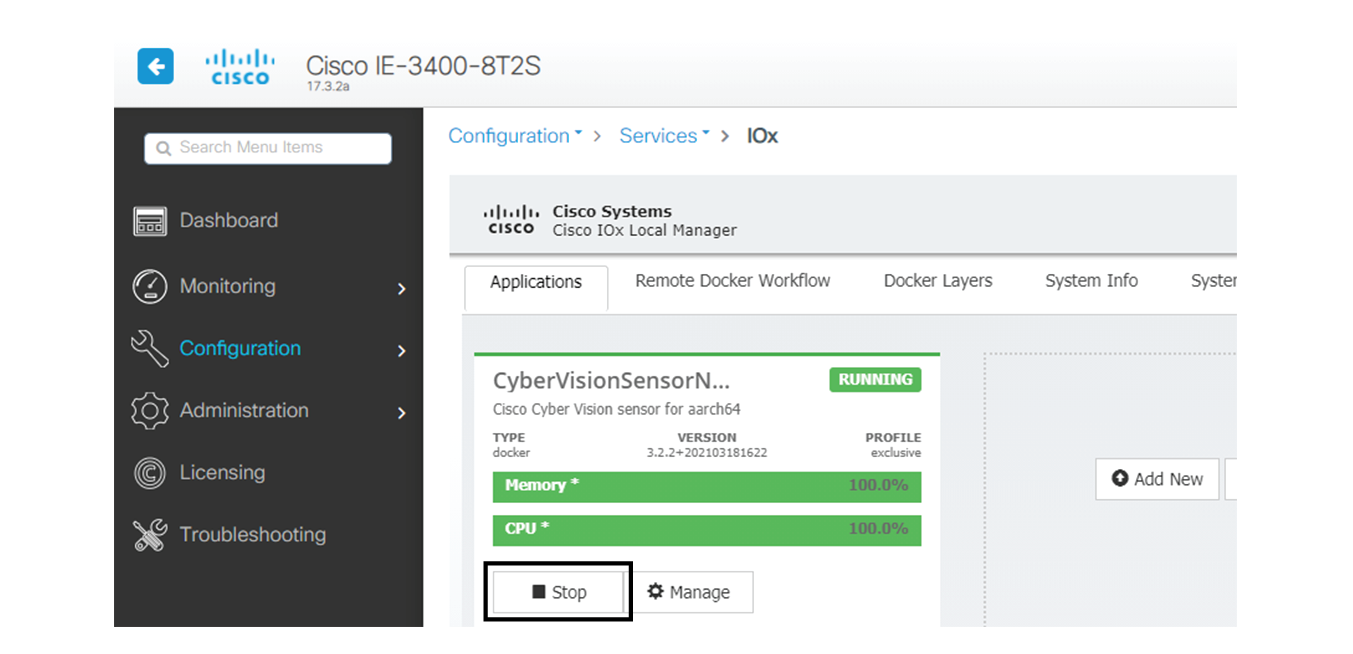 CISCO
Cisco IE-3400-8T2S
17.3.2a
Search Menu Items
Dashboard
Monitoring
Configuration
Administration
Licensing
Troubleshooting
Configuration > Services > IOx
CISCO
Cisco Systems
Cisco IOx Local Manager
Applications Remote Docker Workflow Docker Layers System Info System
CyberVisionSensorN... RUNNING
Cisco Cyber Vision sensor for aarch64
TYPE VERSION PROFILE
docker 3.2.2+202103181622 exclusive
Memory * 100.0%
CPU * 100.0%
Stop Manage
Add New